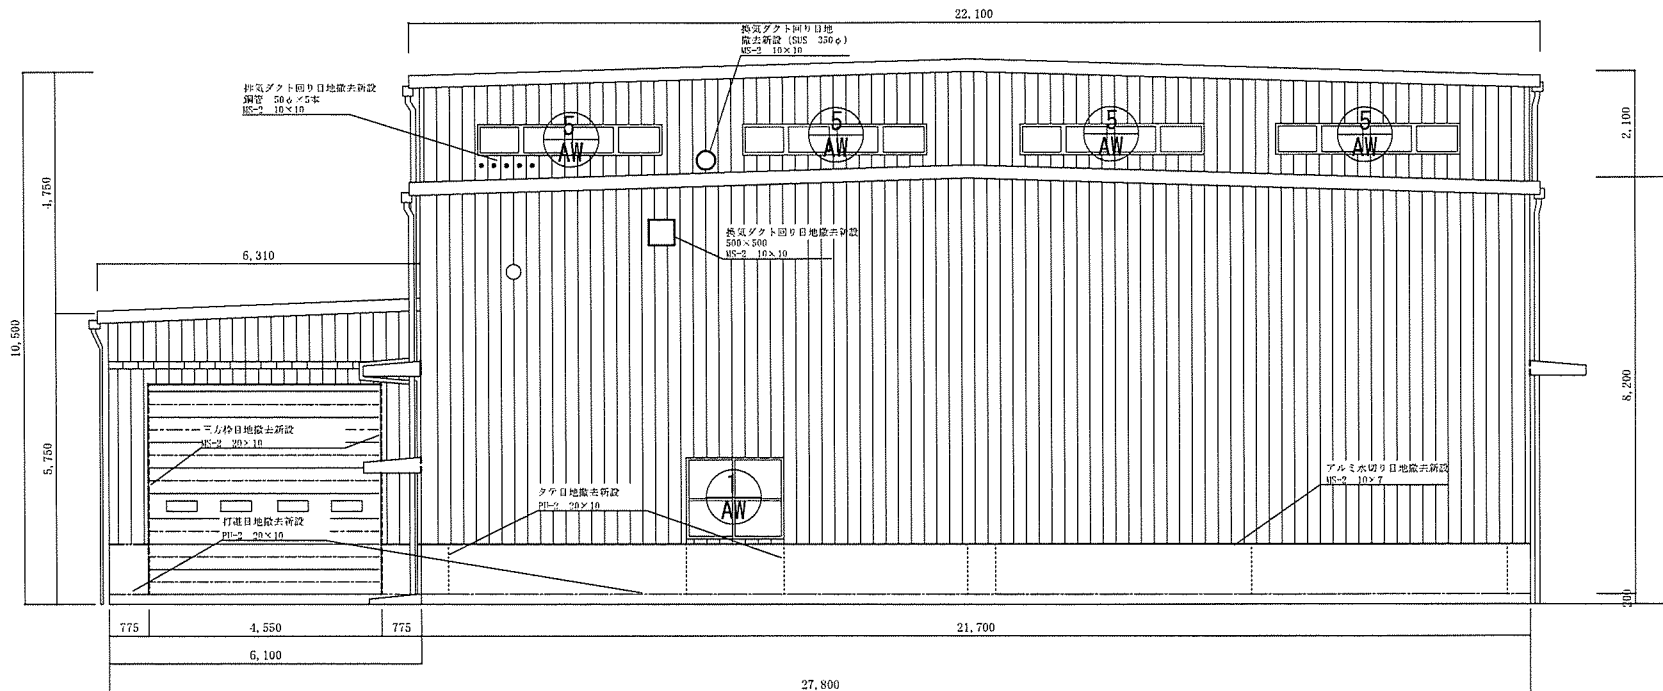 22,100
換気ダクト回り目地
撤去新設 (SUS 350φ)
MS-2 10×10
排気ダクト回り目地撤去新設
鋼管 50φ×5本
MS-2 10×10
5
AW
5
AW
5
AW
5
AW
2,100
4,750
換気ダクト回り目地撤去新設
500×500
MS-2 10×10
6,310
10,500
8,200
5,750
三方枠目地撤去新設
MS-2 20×10
タテ目地撤去新設
PU-2 20×10
1
AW
アルミ水切り目地撤去新設
MS-2 10×7
打継目地撤去新設
PU-2 20×10
200
775
4,550
775
21,700
6,100
27,800